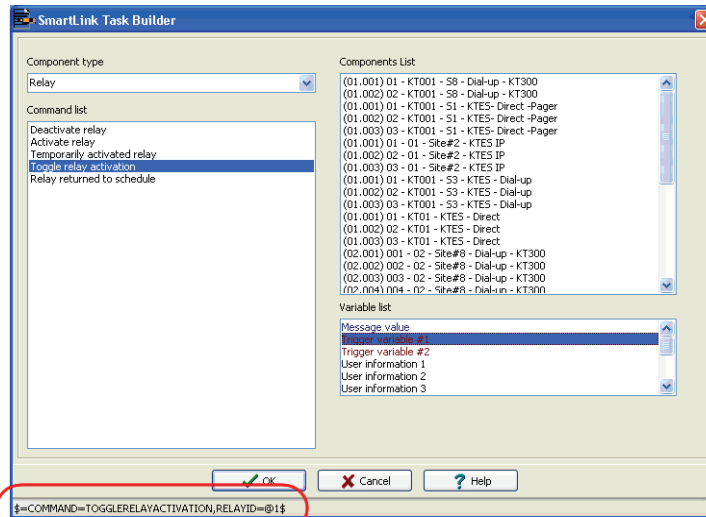 SmartLink Task Builder
Component type
Relay
Command list
Deactivate relay
Activate relay
Temporarily activated relay
Toggle relay activation
Relay returned to schedule
Components List
(01.001) 01 - KT001 - S8 - Dial-up - KT300
(01.002) 02 - KT001 - S8 - Dial-up - KT300
(01.001) 01 - KT001 - S1 - KTES- Direct -Pager
(01.002) 02 - KT001 - S1 - KTES- Direct -Pager
(01.003) 03 - KT001 - S1 - KTES- Direct -Pager
(01.001) 01 - 01 - Site#2 - KTES IP
(01.002) 02 - 01 - Site#2 - KTES IP
(01.003) 03 - 01 - Site#2 - KTES IP
(01.001) 01 - KT001 - S3 - KTES - Dial-up
(01.002) 02 - KT001 - S3 - KTES - Dial-up
(01.003) 03 - KT001 - S3 - KTES - Dial-up
(01.001) 01 - KT01 - KTES - Direct
(01.002) 02 - KT01 - KTES - Direct
(01.003) 03 - KT01 - KTES - Direct
(02.001) 001 - 02 - Site#8 - Dial-up - KT300
(02.002) 002 - 02 - Site#8 - Dial-up - KT300
(02.003) 003 - 02 - Site#8 - Dial-up - KT300
(02.004) 004 - 02 - Site#8 - Dial-up - KT300
Variable list
Message value
Trigger variable #1
Trigger variable #2
User information 1
User information 2
User information 3
OK
Cancel
Help
$=COMMAND=TOGGLERELAYACTIVATION,RELAYID=@1$